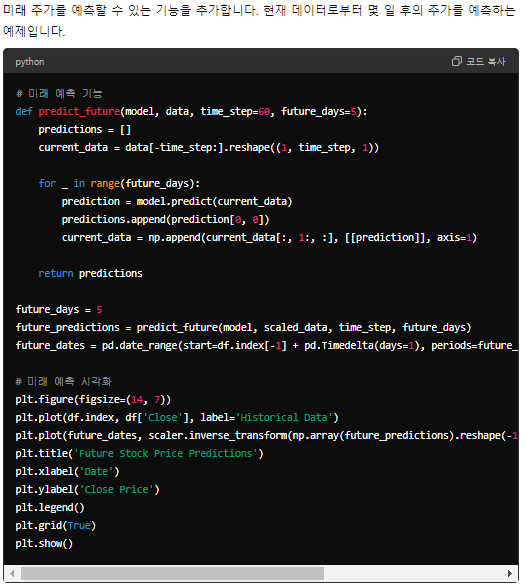 미래 주가를 예측할 수 있는 기능을 추가합니다. 현재 데이터로부터 몇 일 후의 주가를 예측하는
예제입니다.
python
코드 복사
# 미래 예측 기능
def predict_future(model, data, time_step=60, future_days=5):
    predictions = []
    current_data = data[-time_step:].reshape((1, time_step, 1))

    for _ in range(future_days):
        prediction = model.predict(current_data)
        predictions.append(prediction[0, 0])
        current_data = np.append(current_data[:, 1:, :], [[prediction]], axis=1)

    return predictions

future_days = 5
future_predictions = predict_future(model, scaled_data, time_step, future_days)
future_dates = pd.date_range(start=df.index[-1] + pd.Timedelta(days=1), periods=future_

# 미래 예측 시각화
plt.figure(figsize=(14, 7))
plt.plot(df.index, df['Close'], label='Historical Data')
plt.plot(future_dates, scaler.inverse_transform(np.array(future_predictions).reshape(-1
plt.title('Future Stock Price Predictions')
plt.xlabel('Date')
plt.ylabel('Close Price')
plt.legend()
plt.grid(True)
plt.show()